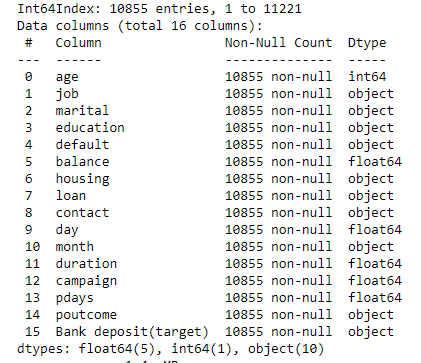 Int64Index: 10855 entries, 1 to 11221
Data columns (total 16 columns):
 #   Column                Non-Null Count  Dtype
---  ------                --------------  -----
 0   age                   10855 non-null  int64
 1   job                   10855 non-null  object
 2   marital               10855 non-null  object
 3   education             10855 non-null  object
 4   default               10855 non-null  object
 5   balance               10855 non-null  float64
 6   housing               10855 non-null  object
 7   loan                  10855 non-null  object
 8   contact               10855 non-null  object
 9   day                   10855 non-null  float64
 10  month                 10855 non-null  object
 11  duration              10855 non-null  float64
 12  campaign              10855 non-null  float64
 13  pdays                 10855 non-null  float64
 14  poutcome              10855 non-null  object
 15  Bank deposit(target)  10855 non-null  object
dtypes: float64(5), int64(1), object(10)